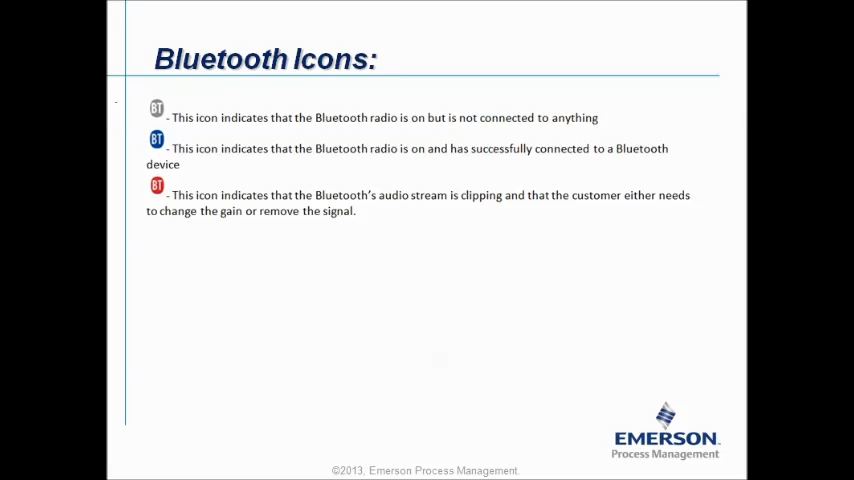 Bluetooth Icons:
BT - This icon indicates that the Bluetooth radio is on but is not connected to anything
BT - This icon indicates that the Bluetooth radio is on and has successfully connected to a Bluetooth
device
BT - This icon indicates that the Bluetooth's audio stream is clipping and that the customer either needs
to change the gain or remove the signal.
EMERSON
Process Management
©2013, Emerson Process Management.